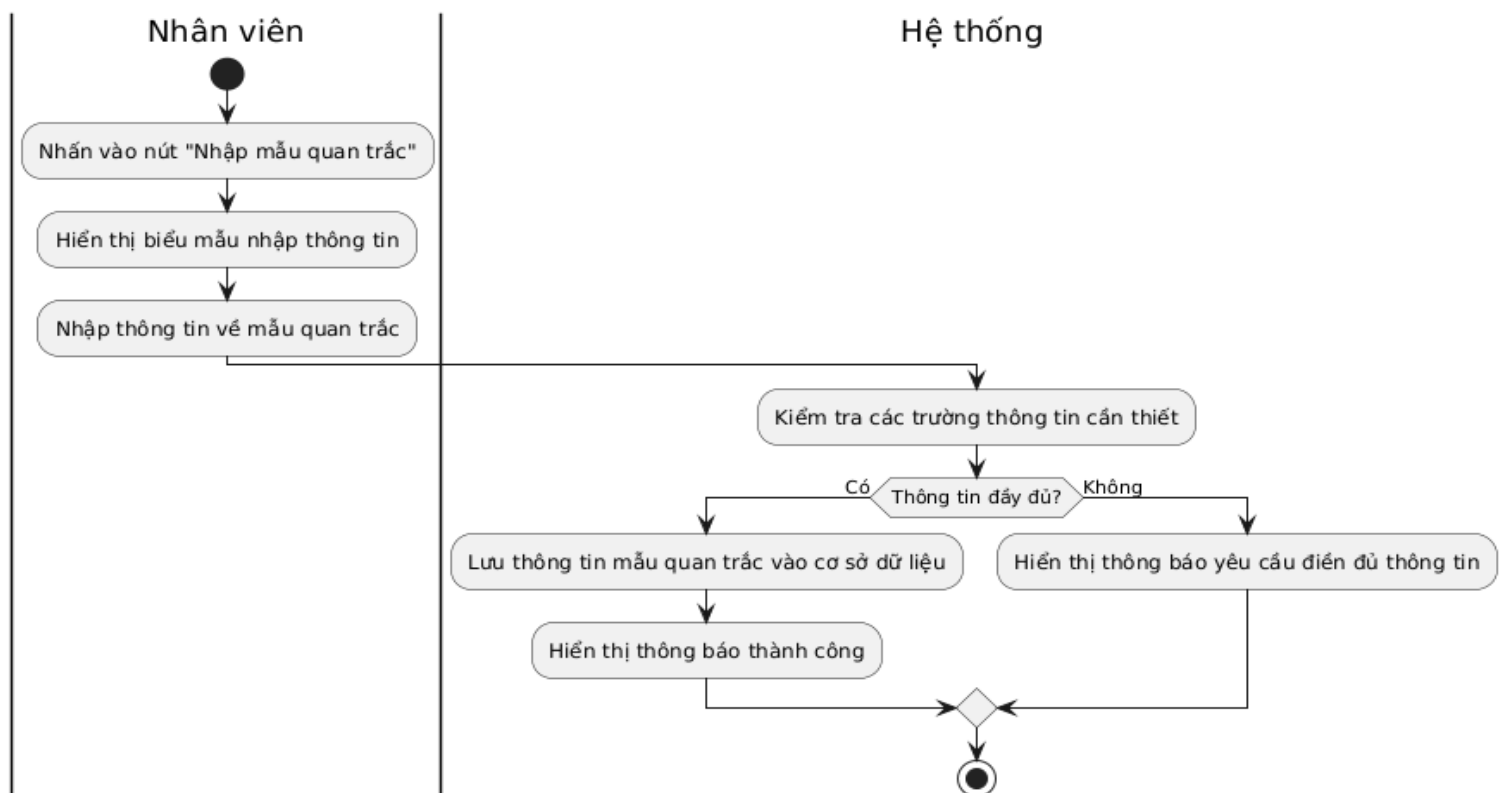 Nhân viên
Hệ thống
Nhấn vào nút "Nhập mẫu quan trắc"
Hiển thị biểu mẫu nhập thông tin
Nhập thông tin về mẫu quan trắc
Kiểm tra các trường thông tin cần thiết
Có
Thông tin đầy đủ?
Không
Lưu thông tin mẫu quan trắc vào cơ sở dữ liệu
Hiển thị thông báo yêu cầu điền đủ thông tin
Hiển thị thông báo thành công